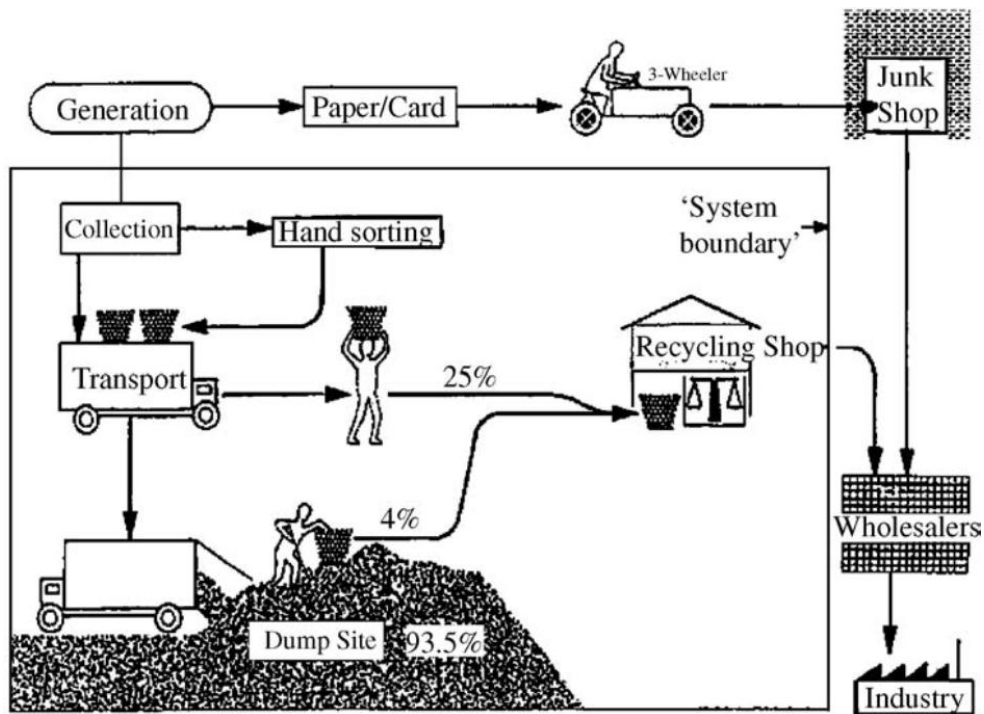 3-Wheeler
Generation
Paper/Card
Junk
Shop
Collection
Hand sorting
‘System
boundary’
Transport
25%
Recycling Shop
4%
Wholesalers
Dump Site
93.5%
Industry